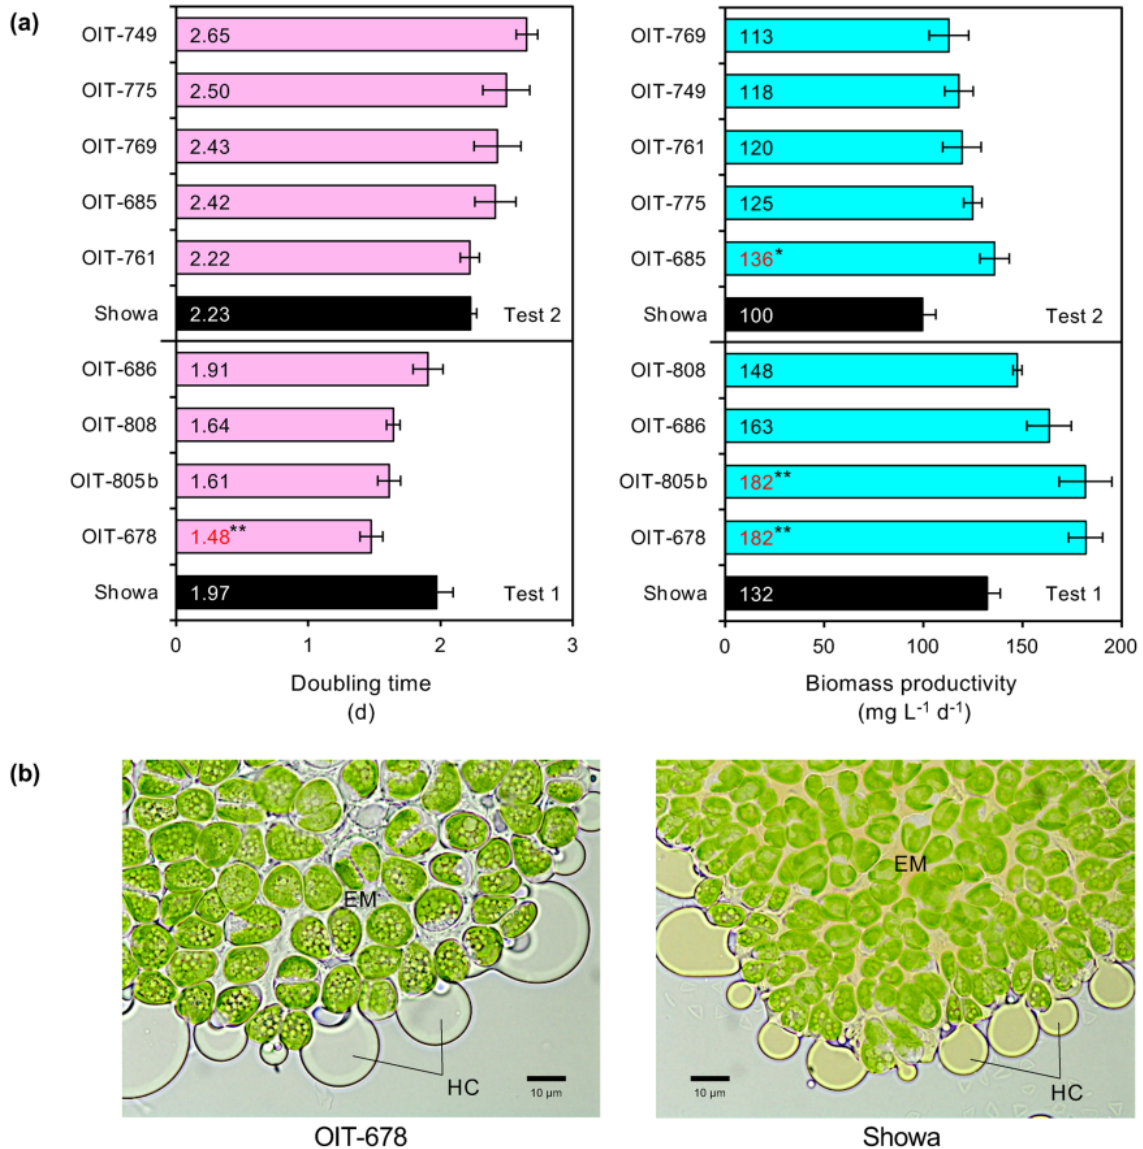 (a)
OIT-749 2.65
OIT-775 2.50
OIT-769 2.43
OIT-685 2.42
OIT-761 2.22
Showa 2.23 Test 2
OIT-686 1.91
OIT-808 1.64
OIT-805b 1.61
OIT-678 1.48**
Showa 1.97 Test 1
0 1 2 3
Doubling time
(d)
OIT-769 113
OIT-749 118
OIT-761 120
OIT-775 125
OIT-685 136*
Showa 100 Test 2
OIT-808 148
OIT-686 163
OIT-805b 182**
OIT-678 182**
Showa 132 Test 1
0 50 100 150 200
Biomass productivity
(mg L⁻¹ d⁻¹)
(b)
EM
HC
10 µm
OIT-678
EM
HC
10 µm
Showa